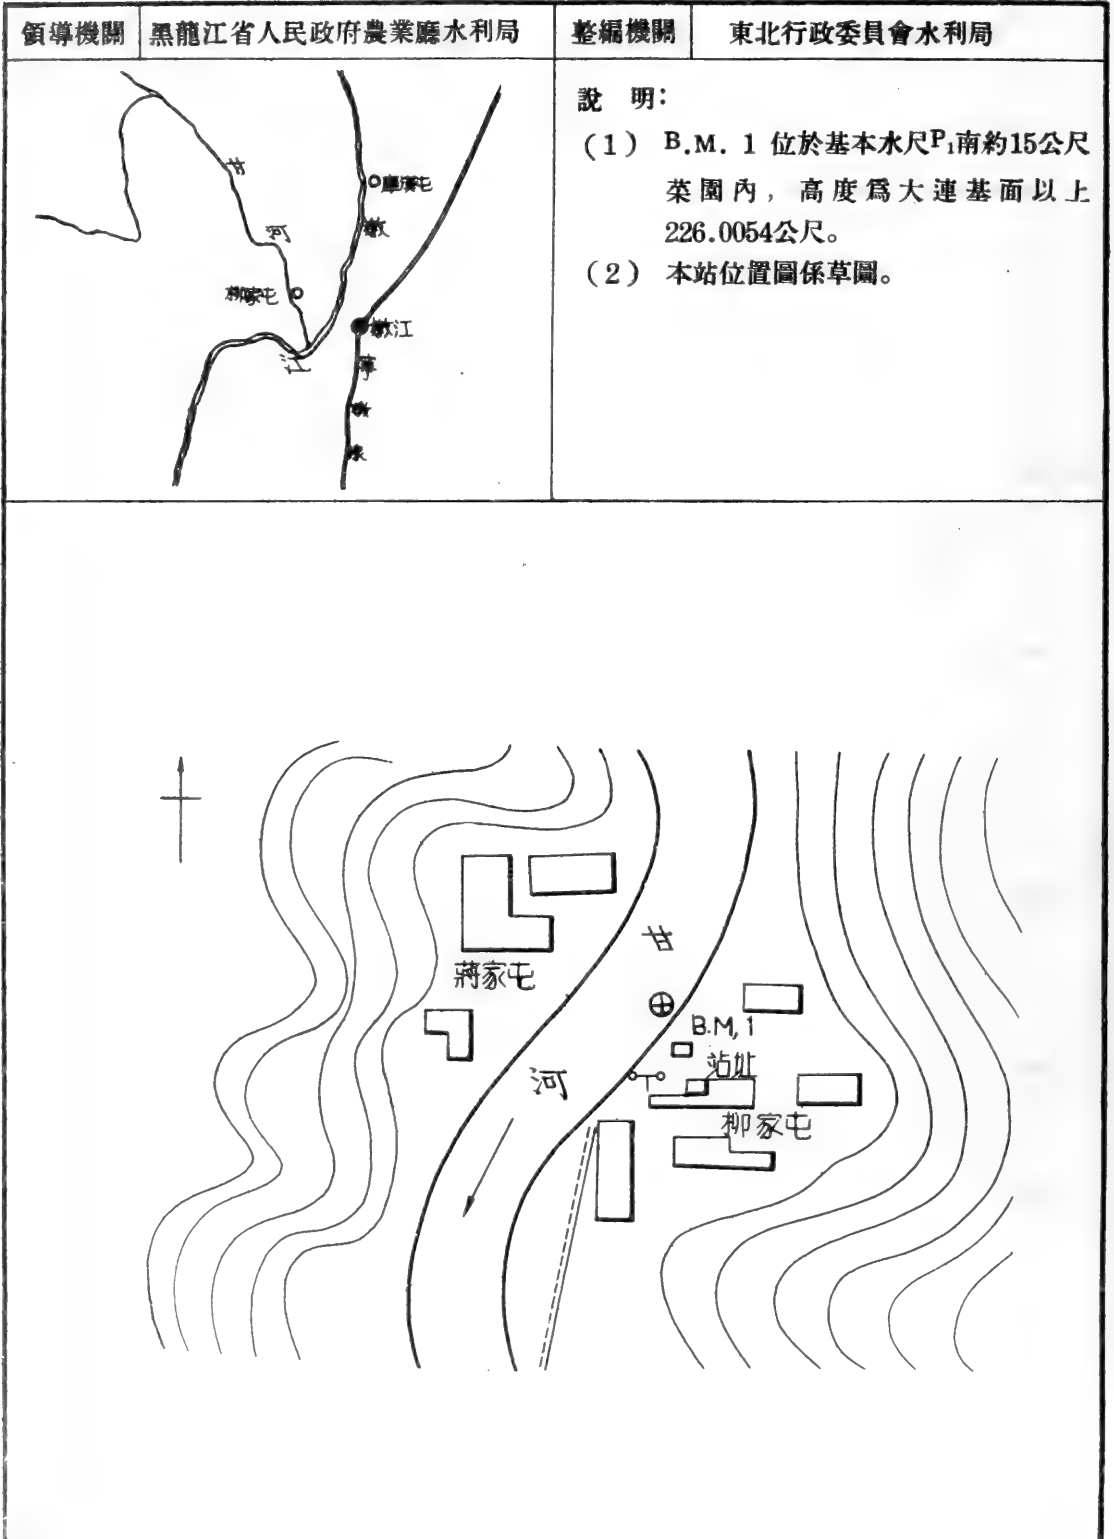 領導機關 黑龍江省人民政府農業廳水利局 整編機關 東北行政委員會水利局
說 明：
(1) B.M. 1 位於基本水尺P₁南約15公尺
菜園內，高度爲大連基面以上
226.0054公尺。
(2) 本站位置圖係草圖。
甘
河
柳家屯
嫩
江
嫩江
寧
嫩
甘
河
蔣家屯
B.M,1
站址
柳家屯